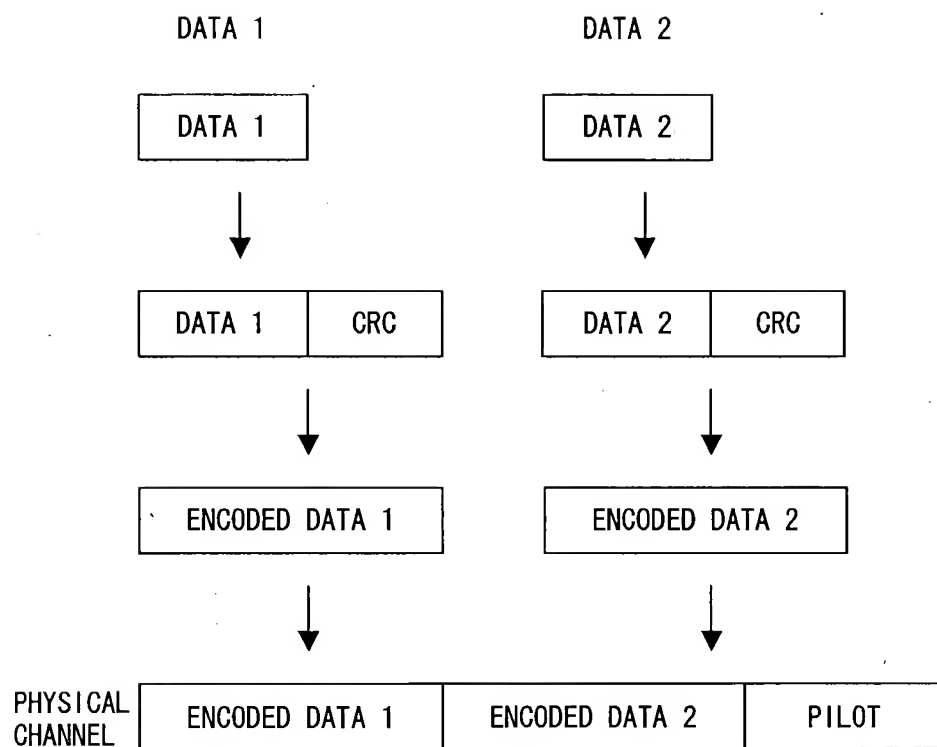 DATA 1 DATA 2
DATA 1 DATA 2
DATA 1 CRC DATA 2 CRC
ENCODED DATA 1 ENCODED DATA 2
PHYSICAL
CHANNEL ENCODED DATA 1 ENCODED DATA 2 PILOT